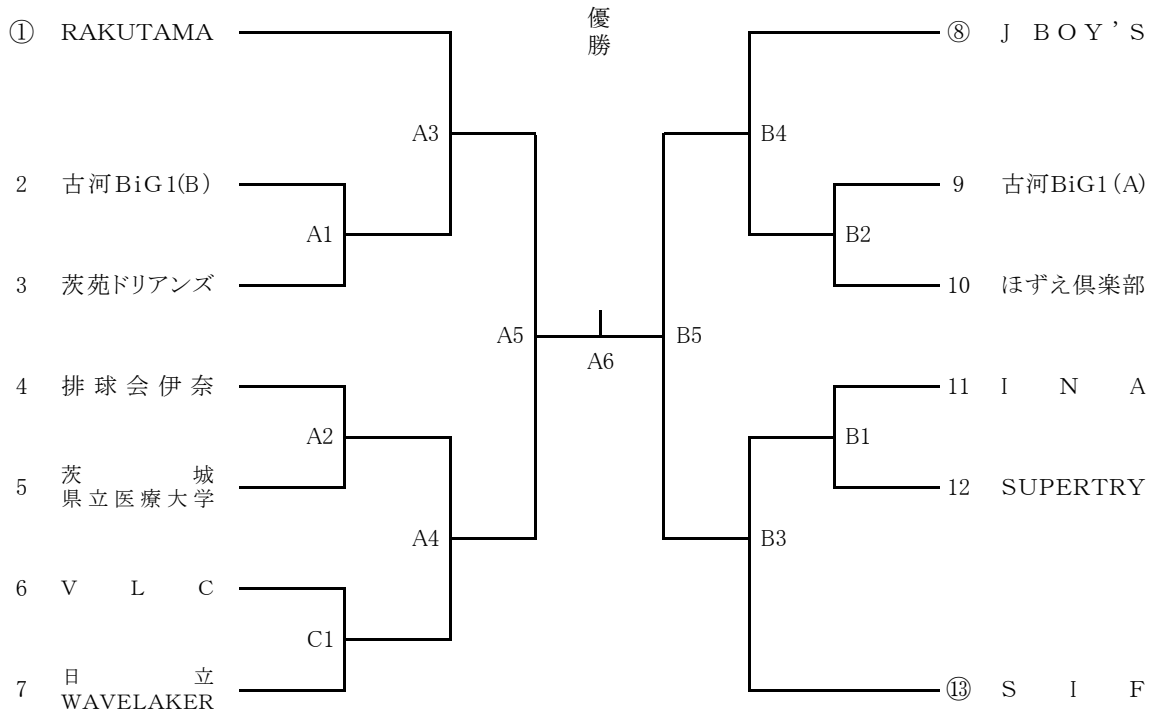 優勝
① RAKUTAMA
⑧ J BOY'S
A3
B4
2 古河BiG1(B)
9 古河BiG1(A)
A1
B2
3 茨苑ドリアンズ
10 ほずえ倶楽部
A5
B5
A6
4 排球会伊奈
11 INA
A2
B1
5 茨城
県立医療大学
12 SUPERTRY
A4
B3
6 VLC
C1
7 日立
WAVELAKER
⑬ SIF